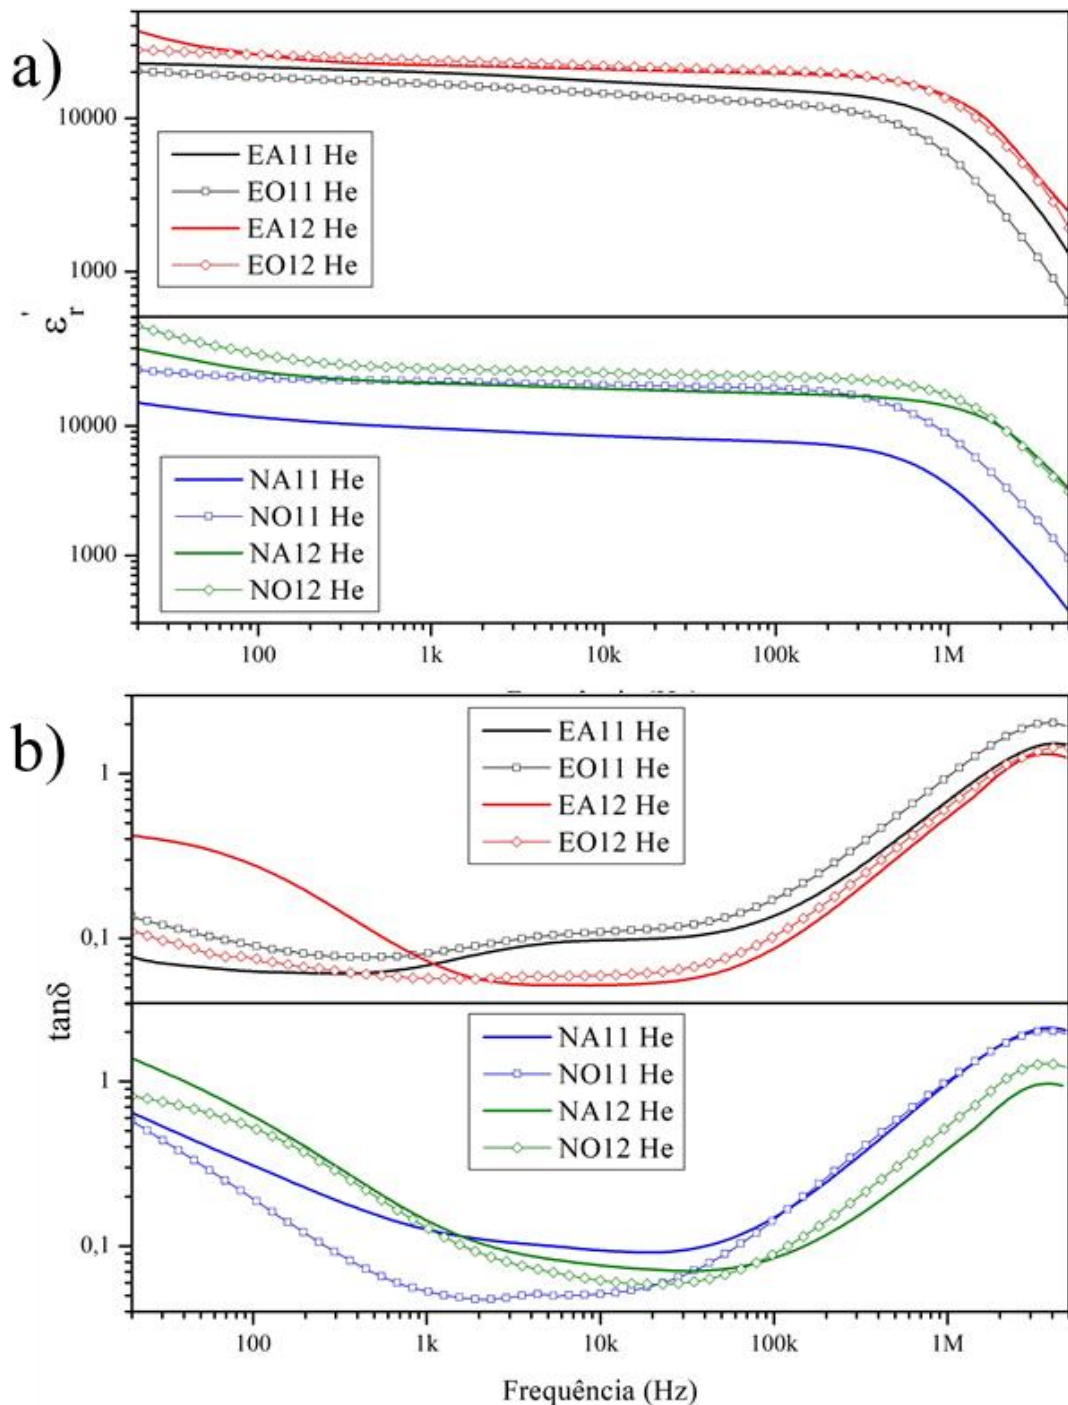 a)
10000
1000
EA11 He
EO11 He
EA12 He
EO12 He
ε'r
10000
1000
NA11 He
NO11 He
NA12 He
NO12 He
100 1k 10k 100k 1M
b)
1
0,1
EA11 He
EO11 He
EA12 He
EO12 He
tanδ
1
0,1
NA11 He
NO11 He
NA12 He
NO12 He
100 1k 10k 100k 1M
Frequência (Hz)